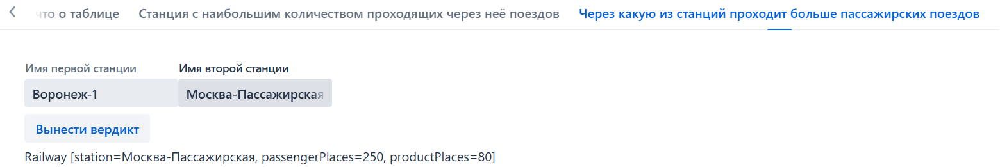 что о таблице Станция с наибольшим количеством проходящих через неё поездов Через какую из станций проходит больше пассажирских поездов
Имя первой станции Имя второй станции
Воронеж-1 Москва-Пассажирская
Вынести вердикт
Railway [station=Москва-Пассажирская, passengerPlaces=250, productPlaces=80]